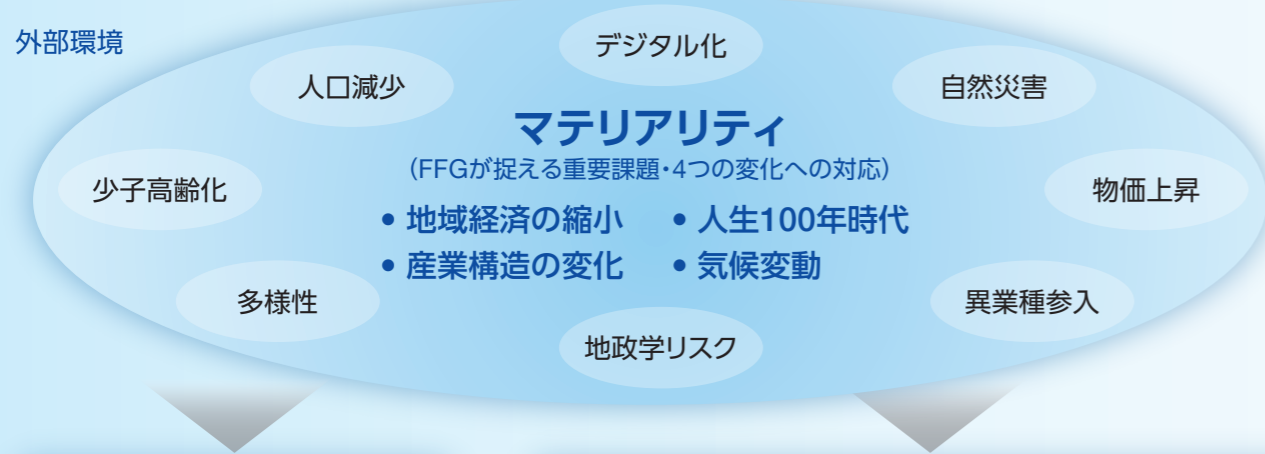 外部環境
デジタル化
人口減少
自然災害
マテリアリティ
（FFGが捉える重要課題・4つの変化への対応）
少子高齢化
物価上昇
• 地域経済の縮小 • 人生100年時代
• 産業構造の変化 • 気候変動
多様性
異業種参入
地政学リスク